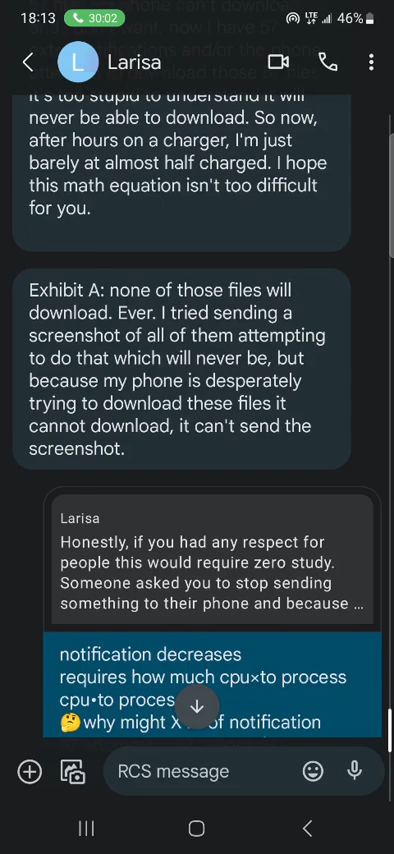 18:13 30:02 LTE 46%
L Larisa
it's too stupid to understand it will
never be able to download. So now,
after hours on a charger, I'm just
barely at almost half charged. I hope
this math equation isn't too difficult
for you.
Exhibit A: none of those files will
download. Ever. I tried sending a
screenshot of all of them attempting
to do that which will never be, but
because my phone is desperately
trying to download these files it
cannot download, it can't send the
screenshot.
Larisa
Honestly, if you had any respect for
people this would require zero study.
Someone asked you to stop sending
something to their phone and because ...
notification decreases
requires how much cpu×to process
cpu•to proces
🤔why might X of notification
RCS message